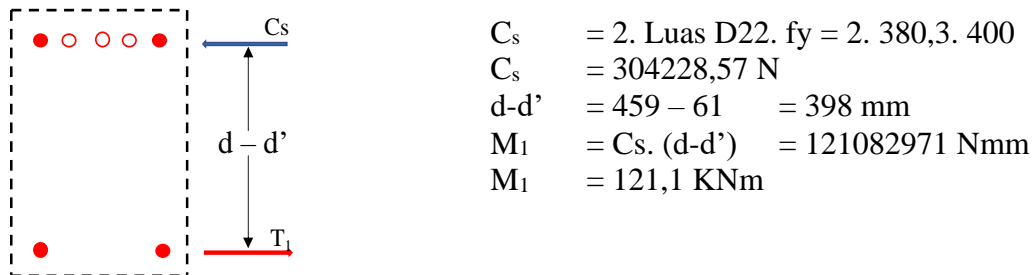 Cs
d – d’
T1
Cs = 2. Luas D22. fy = 2. 380,3. 400
Cs = 304228,57 N
d-d’ = 459 – 61 = 398 mm
M1 = Cs. (d-d’) = 121082971 Nmm
M1 = 121,1 KNm